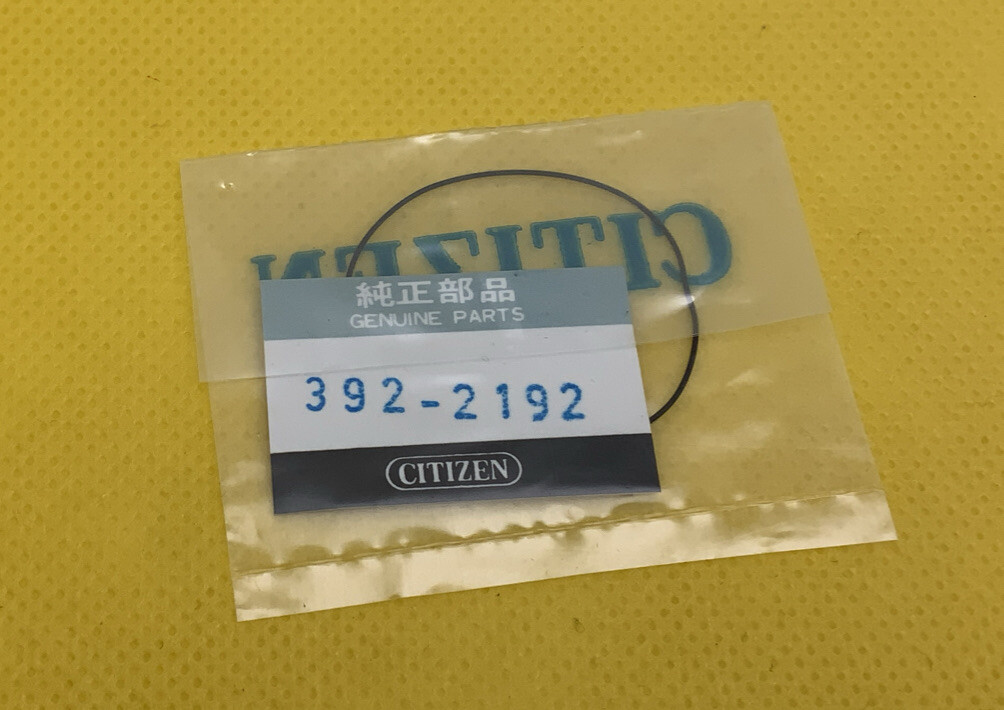 CITIZEN
純正部品
GENUINE PARTS
392-2192
CITIZEN